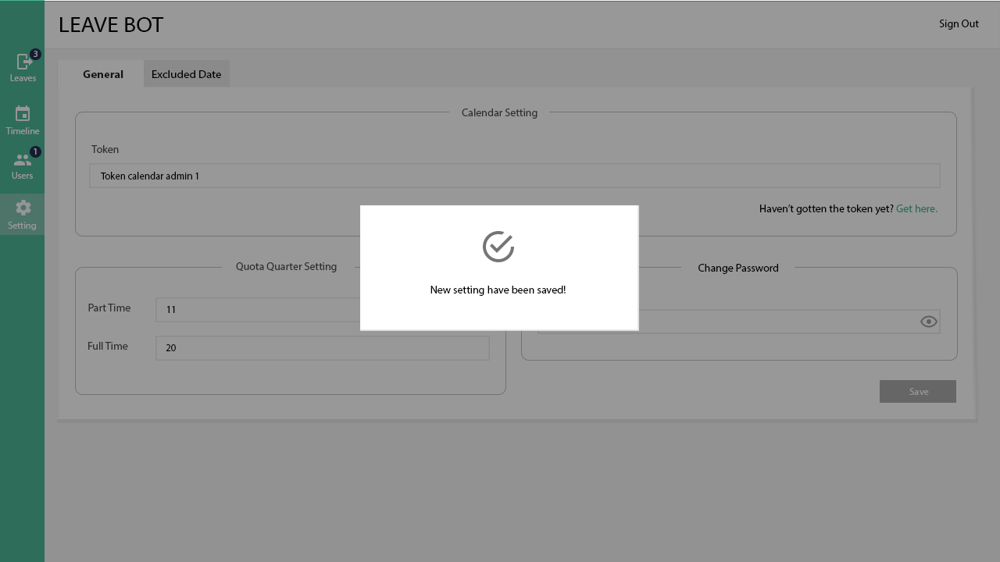 LEAVE BOT
Sign Out
3
Leaves
Timeline
1
Users
Setting
General
Excluded Date
Calendar Setting
Token
Token calendar admin 1
Haven't gotten the token yet? Get here.
Quota Quarter Setting
Part Time
11
Full Time
20
Change Password
New setting have been saved!
Save